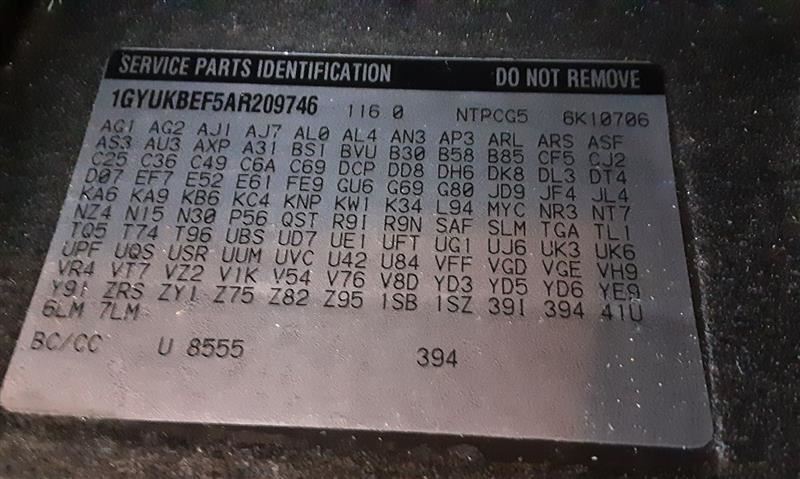 SERVICE PARTS IDENTIFICATION DO NOT REMOVE
1GYUKBEF5AR209746 116 0 NTPCG5 6K10706
AG1 AG2 AJ1 AJ7 AL0 AL4 AN3 AP3 ARL ARS ASF
AS3 AU3 AXP A31 BS1 BVU B30 B58 B85 CF5 CJ2
C25 C36 C49 C6A C69 DCP DD8 DH6 DK8 DL3 DT4
D07 EF7 E52 E61 FE9 GU6 G69 G80 JD9 JF4 JL4
KA6 KA9 KB6 KC4 KNP KW1 K34 L94 MYC NR3 NT7
NZ4 N15 N30 P56 QST R9I R9N SAF SLM TGA TL1
TQ5 T74 T96 UBS UD7 UE1 UFT UG1 UJ6 UK3 UK6
UPF UQS USR UUM UVC U42 U84 VFF VGD VGE VH9
VR4 VT7 VZ2 V1K V54 V76 V8D YD3 YD5 YD6 YE9
Y91 ZRS ZY1 Z75 Z82 Z95 1SB 1SZ 39I 394 41U
6LM 7LM
BC/CC U 8555 394